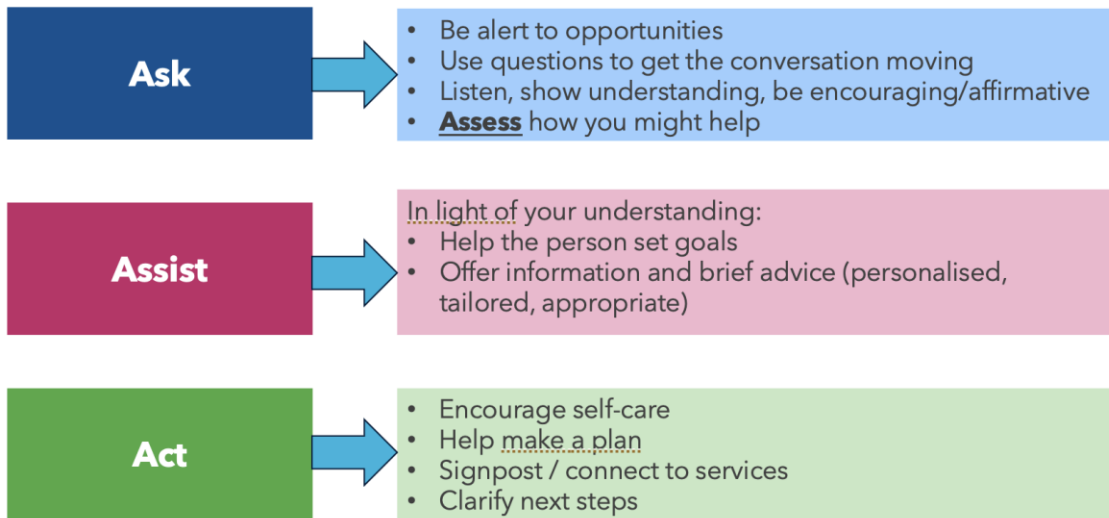 Ask
• Be alert to opportunities
• Use questions to get the conversation moving
• Listen, show understanding, be encouraging/affirmative
• Assess how you might help
Assist
In light of your understanding:
• Help the person set goals
• Offer information and brief advice (personalised,
tailored, appropriate)
Act
• Encourage self-care
• Help make a plan
• Signpost / connect to services
• Clarify next steps